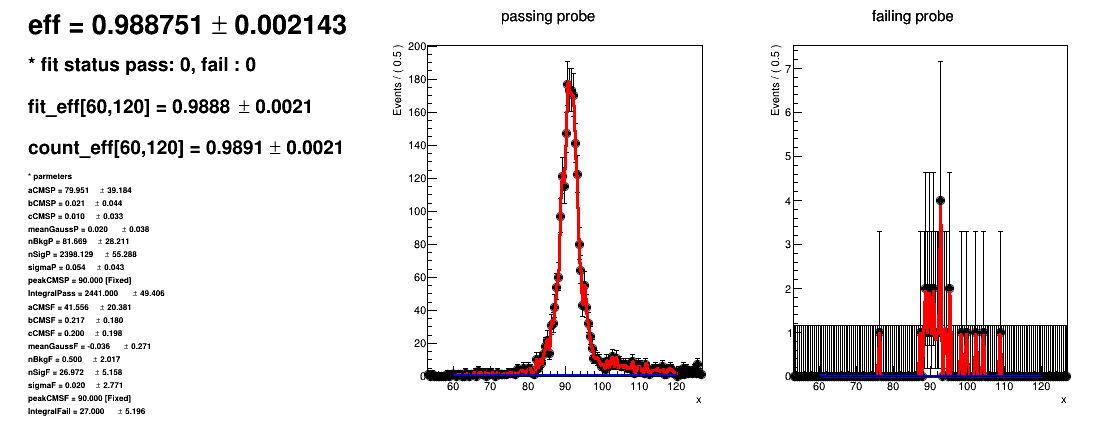 eff = 0.988751 ± 0.002143
* fit status pass: 0, fail : 0
fit_eff[60,120] = 0.9888 ± 0.0021
count_eff[60,120] = 0.9891 ± 0.0021
* parmeters
aCMSP = 79.951 ± 39.184
bCMSP = 0.021 ± 0.044
cCMSP = 0.010 ± 0.033
meanGaussP = 0.020 ± 0.038
nBkgP = 81.669 ± 28.211
nSigP = 2398.129 ± 55.288
sigmaP = 0.054 ± 0.043
peakCMSP = 90.000 [Fixed]
IntegralPass = 2441.000 ± 49.406
aCMSF = 41.556 ± 20.381
bCMSF = 0.217 ± 0.180
cCMSF = 0.200 ± 0.198
meanGaussF = -0.036 ± 0.271
nBkgF = 0.500 ± 2.017
nSigF = 26.972 ± 5.158
sigmaF = 0.020 ± 2.771
peakCMSF = 90.000 [Fixed]
IntegralFail = 27.000 ± 5.196
passing probe
Events / ( 0.5 )
200
180
160
140
120
100
80
60
40
20
0
60 70 80 90 100 110 120
x
failing probe
Events / ( 0.5 )
7
6
5
4
3
2
1
0
60 70 80 90 100 110 120
x